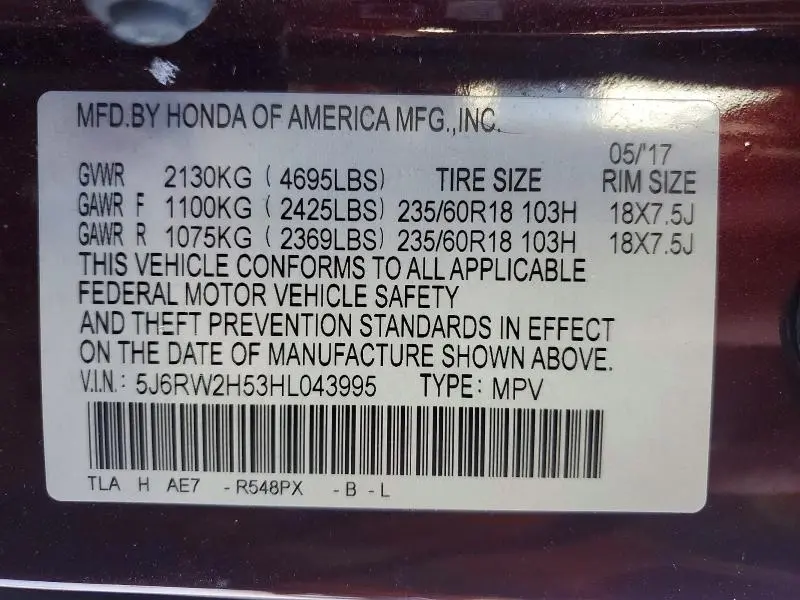 MFD.BY HONDA OF AMERICA MFG.,INC.
05/'17
GVWR 2130KG ( 4695LBS) TIRE SIZE RIM SIZE
GAWR F 1100KG ( 2425LBS) 235/60R18 103H 18X7.5J
GAWR R 1075KG ( 2369LBS) 235/60R18 103H 18X7.5J
THIS VEHICLE CONFORMS TO ALL APPLICABLE
FEDERAL MOTOR VEHICLE SAFETY
AND THEFT PREVENTION STANDARDS IN EFFECT
ON THE DATE OF MANUFACTURE SHOWN ABOVE.
V.I.N.: 5J6RW2H53HL043995 TYPE: MPV
TLA H AE7 -R548PX -B -L